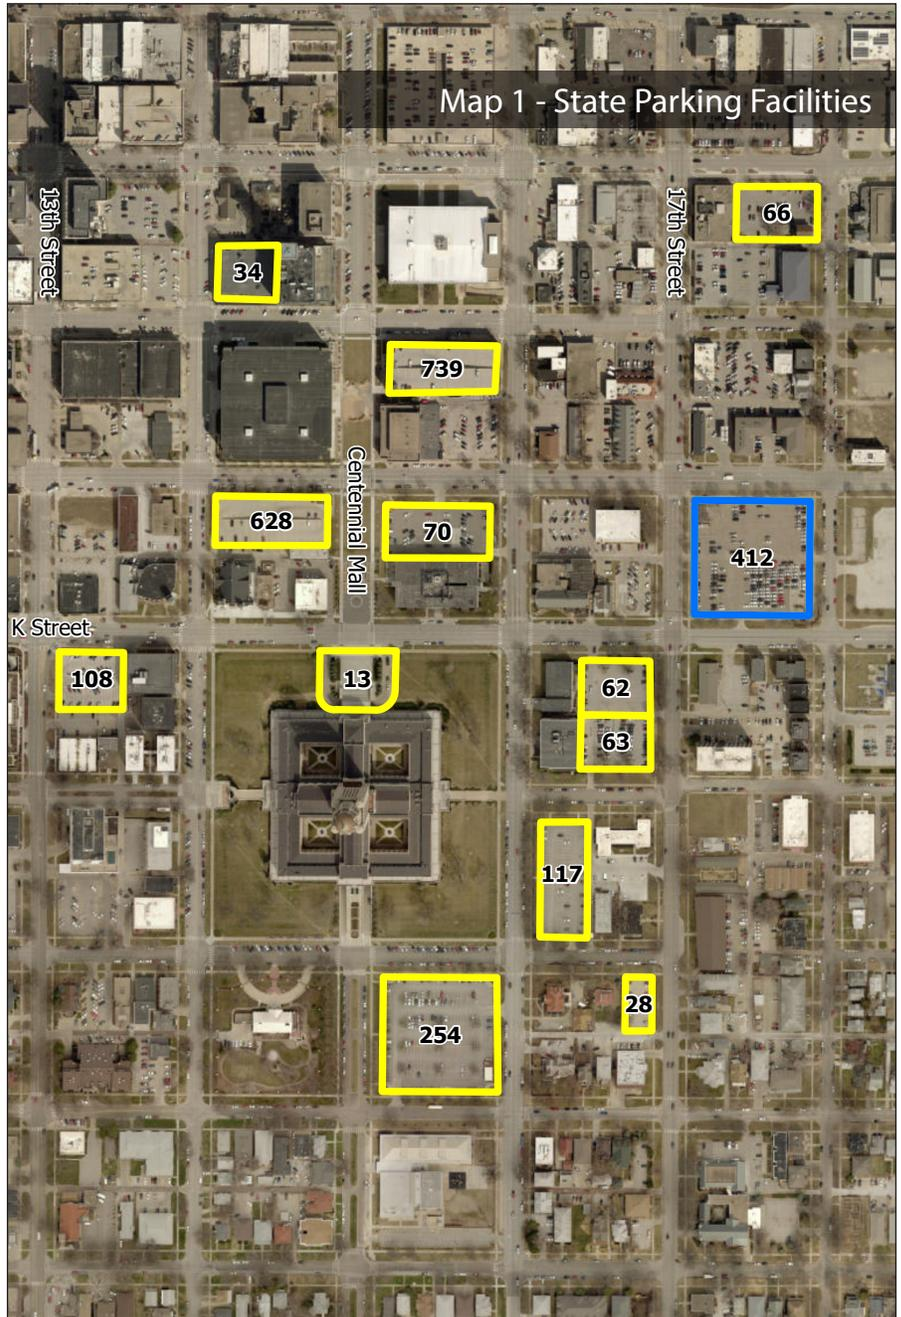 Map 1 - State Parking Facilities
13th Street
17th Street
66
34
739
Centennial Mall
628
70
412
K Street
108
13
62
63
117
28
254